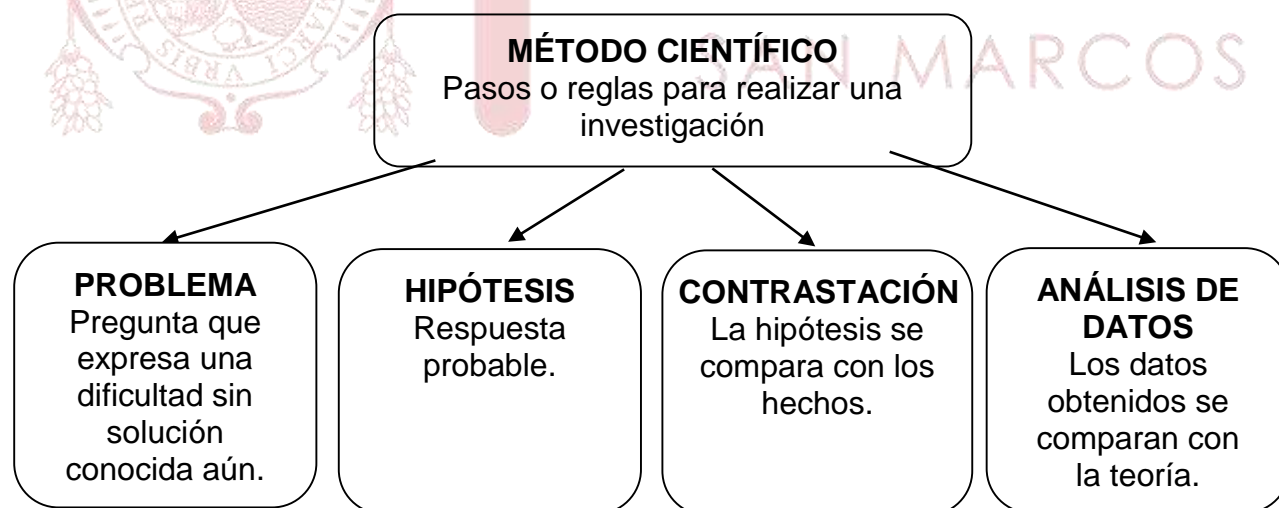 SAN MARCOS
MÉTODO CIENTÍFICO
Pasos o reglas para realizar una
investigación
PROBLEMA
Pregunta que
expresa una
dificultad sin
solución
conocida aún.
HIPÓTESIS
Respuesta
probable.
CONTRASTACIÓN
La hipótesis se
compara con los
hechos.
ANÁLISIS DE
DATOS
Los datos
obtenidos se
comparan con
la teoría.